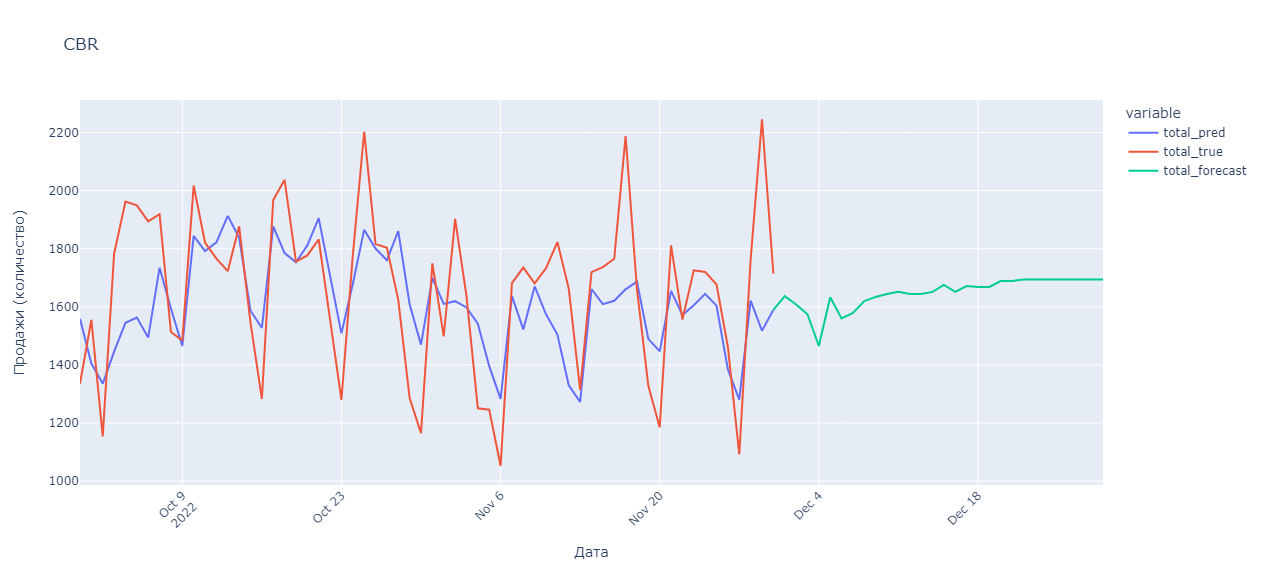 CBR
Продажи (количество)
2200
2000
1800
1600
1400
1200
1000
Oct 9
2022
Oct 23
Nov 6
Nov 20
Dec 4
Dec 18
Дата
variable
total_pred
total_true
total_forecast